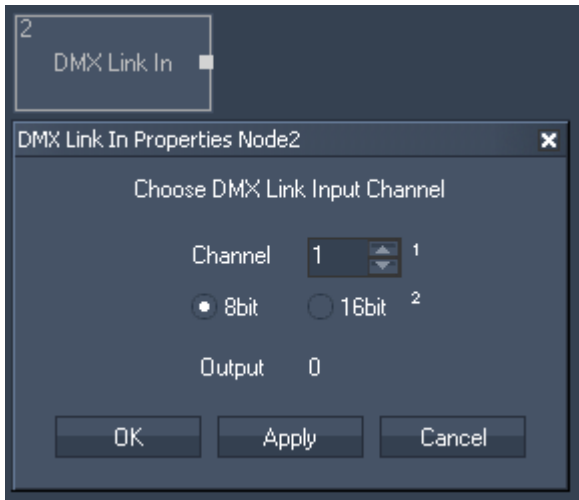 2
DMX Link In
DMX Link In Properties Node2
Choose DMX Link Input Channel
Channel 1 1
8bit 16bit 2
Output 0
OK Apply Cancel